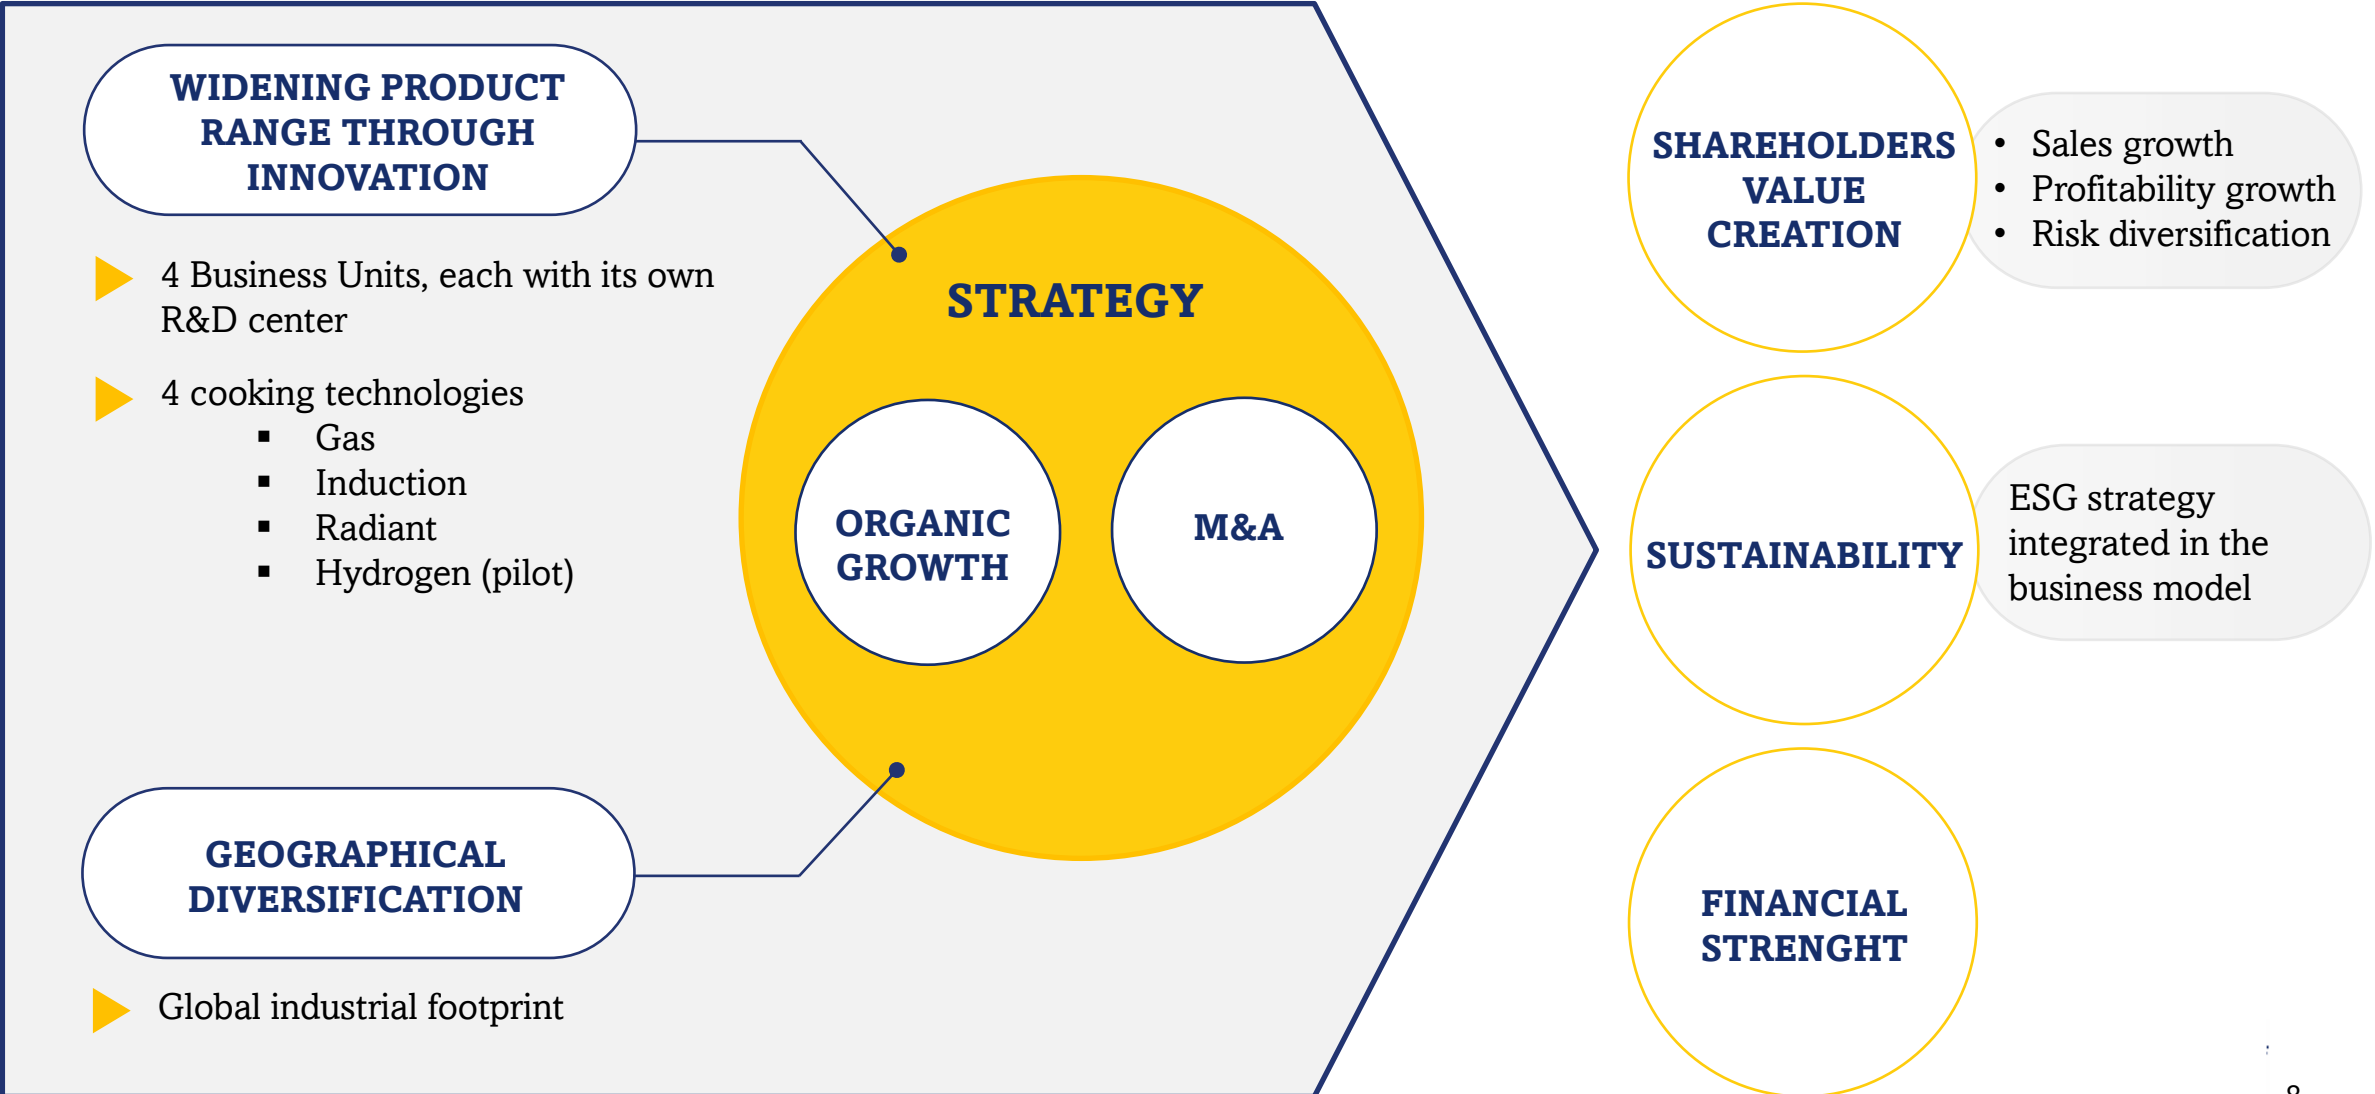 WIDENING PRODUCT
RANGE THROUGH
INNOVATION
4 Business Units, each with its own
R&D center
4 cooking technologies
Gas
Induction
Radiant
Hydrogen (pilot)
GEOGRAPHICAL
DIVERSIFICATION
Global industrial footprint
STRATEGY
ORGANIC
GROWTH
M&A
SHAREHOLDERS
VALUE
CREATION
• Sales growth
• Profitability growth
• Risk diversification
SUSTAINABILITY
ESG strategy
integrated in the
business model
FINANCIAL
STRENGHT